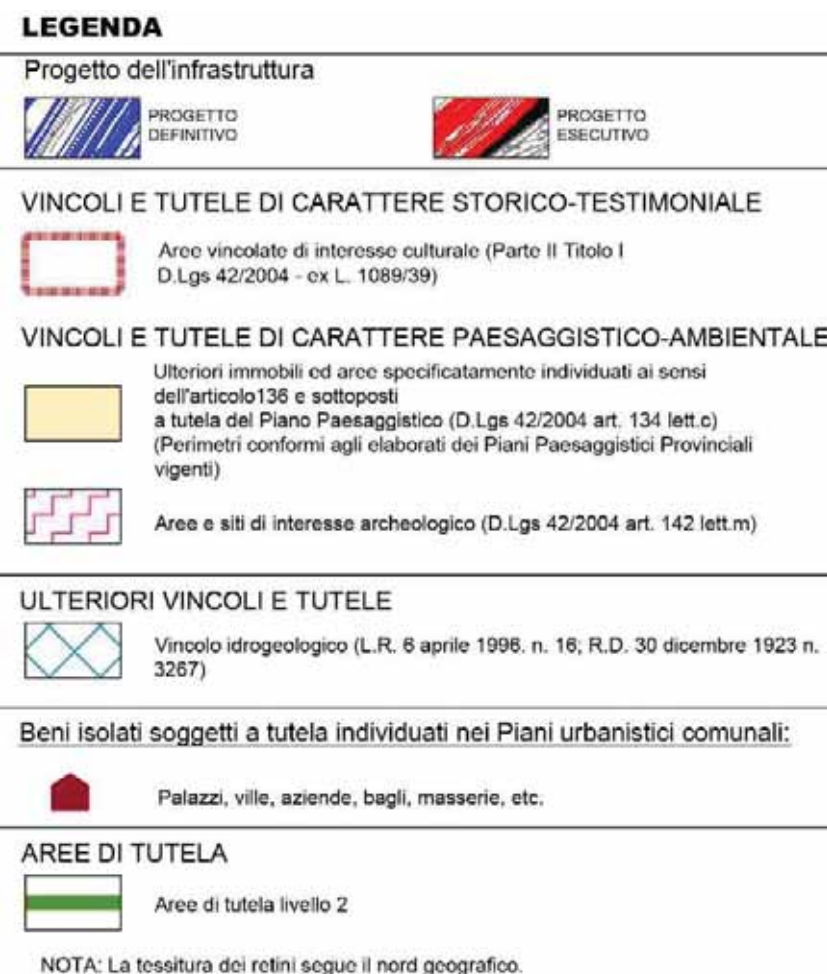 LEGENDA
Progetto dell'infrastruttura
PROGETTO
DEFINITIVO
PROGETTO
ESECUTIVO
VINCOLI E TUTELE DI CARATTERE STORICO-TESTIMONIALE
Aree vincolate di interesse culturale (Parte II Titolo I
D.Lgs 42/2004 - ex L. 1089/39)
VINCOLI E TUTELE DI CARATTERE PAESAGGISTICO-AMBIENTALE
Ulteriori immobili ed aree specificatamente individuati ai sensi
dell'articolo136 e sottoposti
a tutela del Piano Paesaggistico (D.Lgs 42/2004 art. 134 lett.c)
(Perimetri conformi agli elaborati dei Piani Paesaggistici Provinciali
vigenti)
Aree e siti di interesse archeologico (D.Lgs 42/2004 art. 142 lett.m)
ULTERIORI VINCOLI E TUTELE
Vincolo idrogeologico (L.R. 6 aprile 1996. n. 16; R.D. 30 dicembre 1923 n.
3267)
Beni isolati soggetti a tutela individuati nei Piani urbanistici comunali:
Palazzi, ville, aziende, bagli, masserie, etc.
AREE DI TUTELA
Aree di tutela livello 2
NOTA: La tessitura dei retini segue il nord geografico.